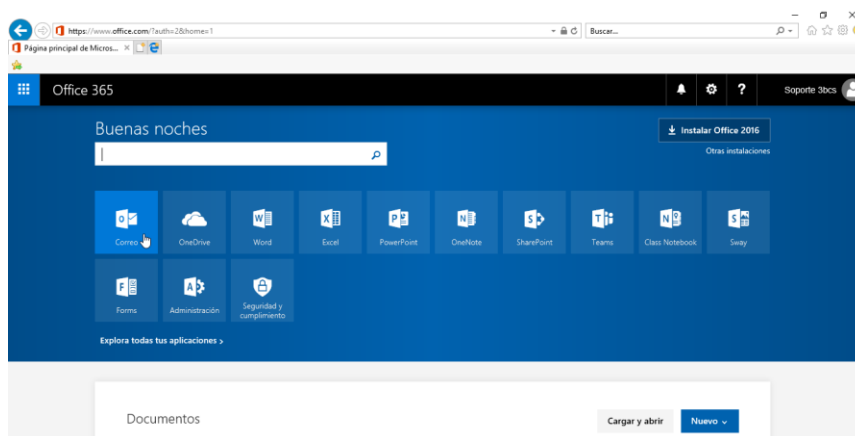 https://www.office.com/?auth=2&home=1
Buscar...
Página principal de Micros...
Office 365
?
Soporte 3bcs
Buenas noches
Instalar Office 2016
Otras instalaciones
Correo
OneDrive
Word
Excel
PowerPoint
OneNote
SharePoint
Teams
Class Notebook
Sway
Forms
Administración
Seguridad y
cumplimiento
Explora todas tus aplicaciones >
Documentos
Cargar y abrir
Nuevo